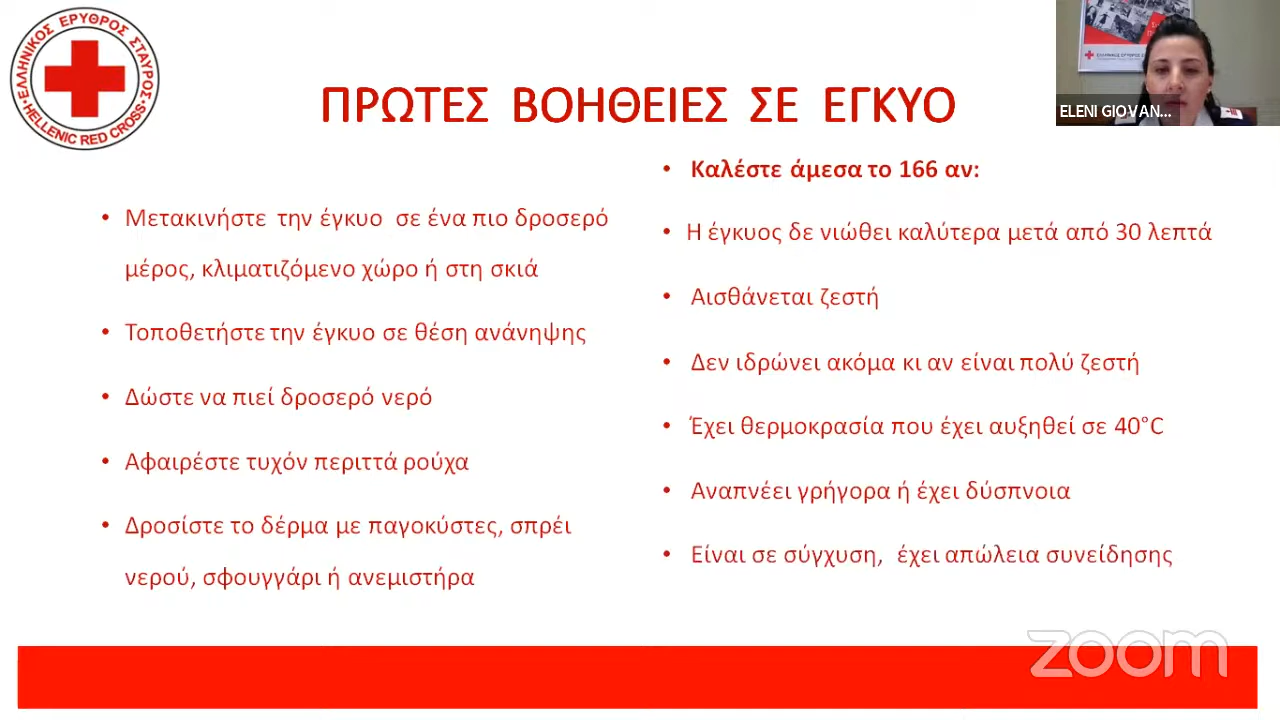 ΕΛΛΗΝΙΚΟΣ ΕΡΥΘΡΟΣ ΣΤΑΥΡΟΣ
HELLENIC RED CROSS
ELENI GIOVAN...
ΠΡΩΤΕΣ ΒΟΗΘΕΙΕΣ ΣΕ ΕΓΚΥΟ
• Μετακινήστε την έγκυο σε ένα πιο δροσερό
μέρος, κλιματιζόμενο χώρο ή στη σκιά
• Τοποθετήστε την έγκυο σε θέση ανάνηψης
• Δώστε να πιεί δροσερό νερό
• Αφαιρέστε τυχόν περιττά ρούχα
• Δροσίστε το δέρμα με παγοκύστες, σπρέι
νερού, σφουγγάρι ή ανεμιστήρα
• Καλέστε άμεσα το 166 αν:
• Η έγκυος δε νιώθει καλύτερα μετά από 30 λεπτά
• Αισθάνεται ζεστή
• Δεν ιδρώνει ακόμα κι αν είναι πολύ ζεστή
• Έχει θερμοκρασία που έχει αυξηθεί σε 40°C
• Αναπνέει γρήγορα ή έχει δύσπνοια
• Είναι σε σύγχυση, έχει απώλεια συνείδησης
zoom